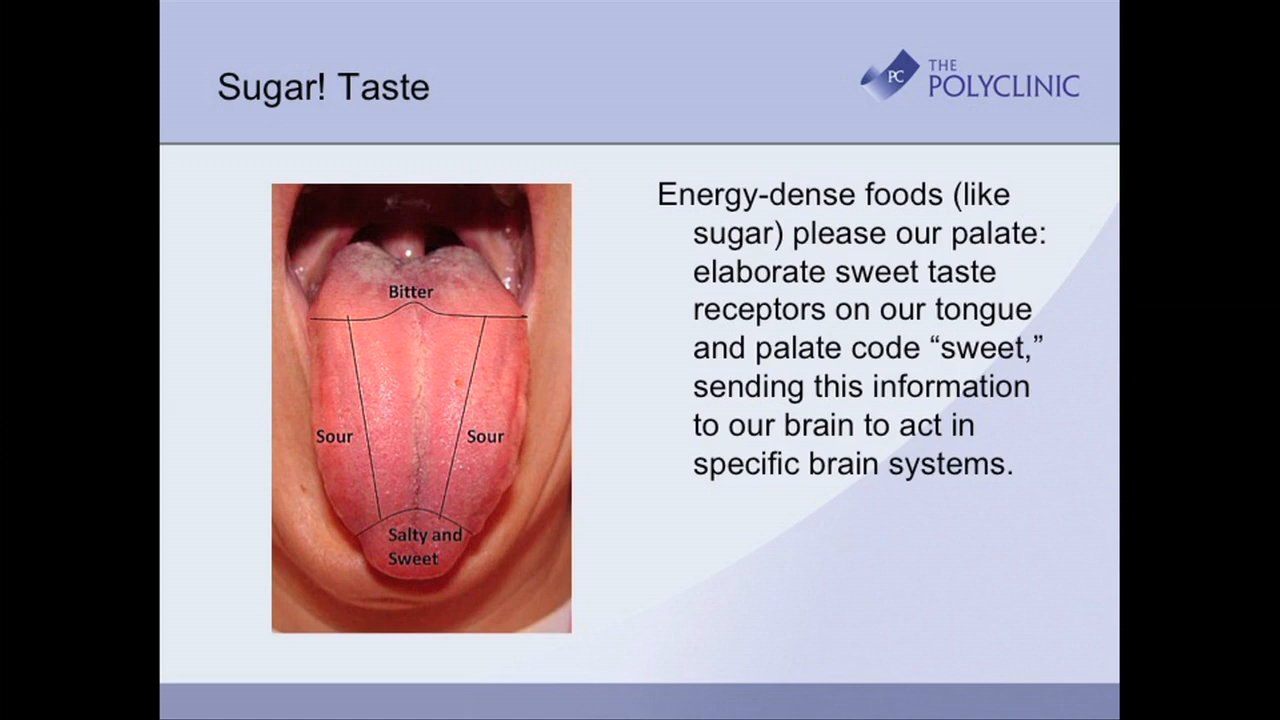 Sugar! Taste
PC
THE
POLYCLINIC
Bitter
Sour
Sour
Salty and
Sweet
Energy-dense foods (like
sugar) please our palate:
elaborate sweet taste
receptors on our tongue
and palate code “sweet,”
sending this information
to our brain to act in
specific brain systems.